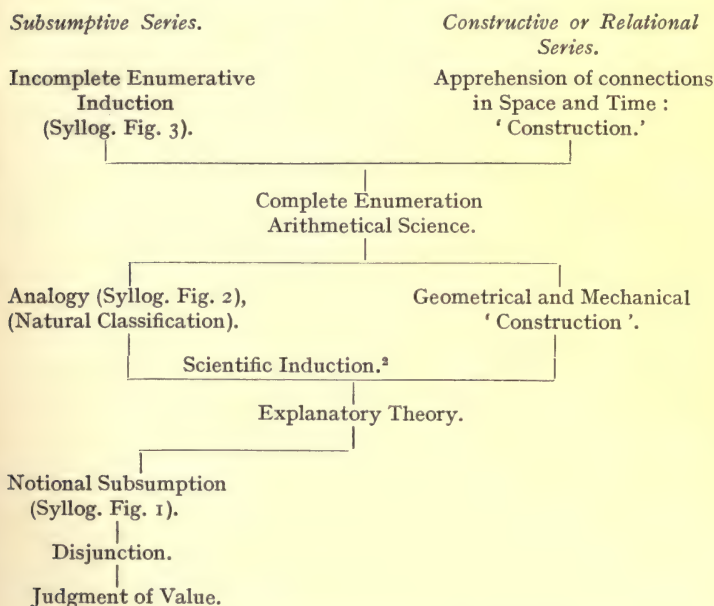 Subsumptive Series.
Constructive or Relational
Series.
Incomplete Enumerative
Induction
(Syllog. Fig. 3).
Apprehension of connections
in Space and Time :
‘ Construction.’
Complete Enumeration
Arithmetical Science.
Analogy (Syllog. Fig. 2),
(Natural Classification).
Geometrical and Mechanical
‘ Construction ’.
Scientific Induction.²
Explanatory Theory.
Notional Subsumption
(Syllog. Fig. 1).
Disjunction.
Judgment of Value.